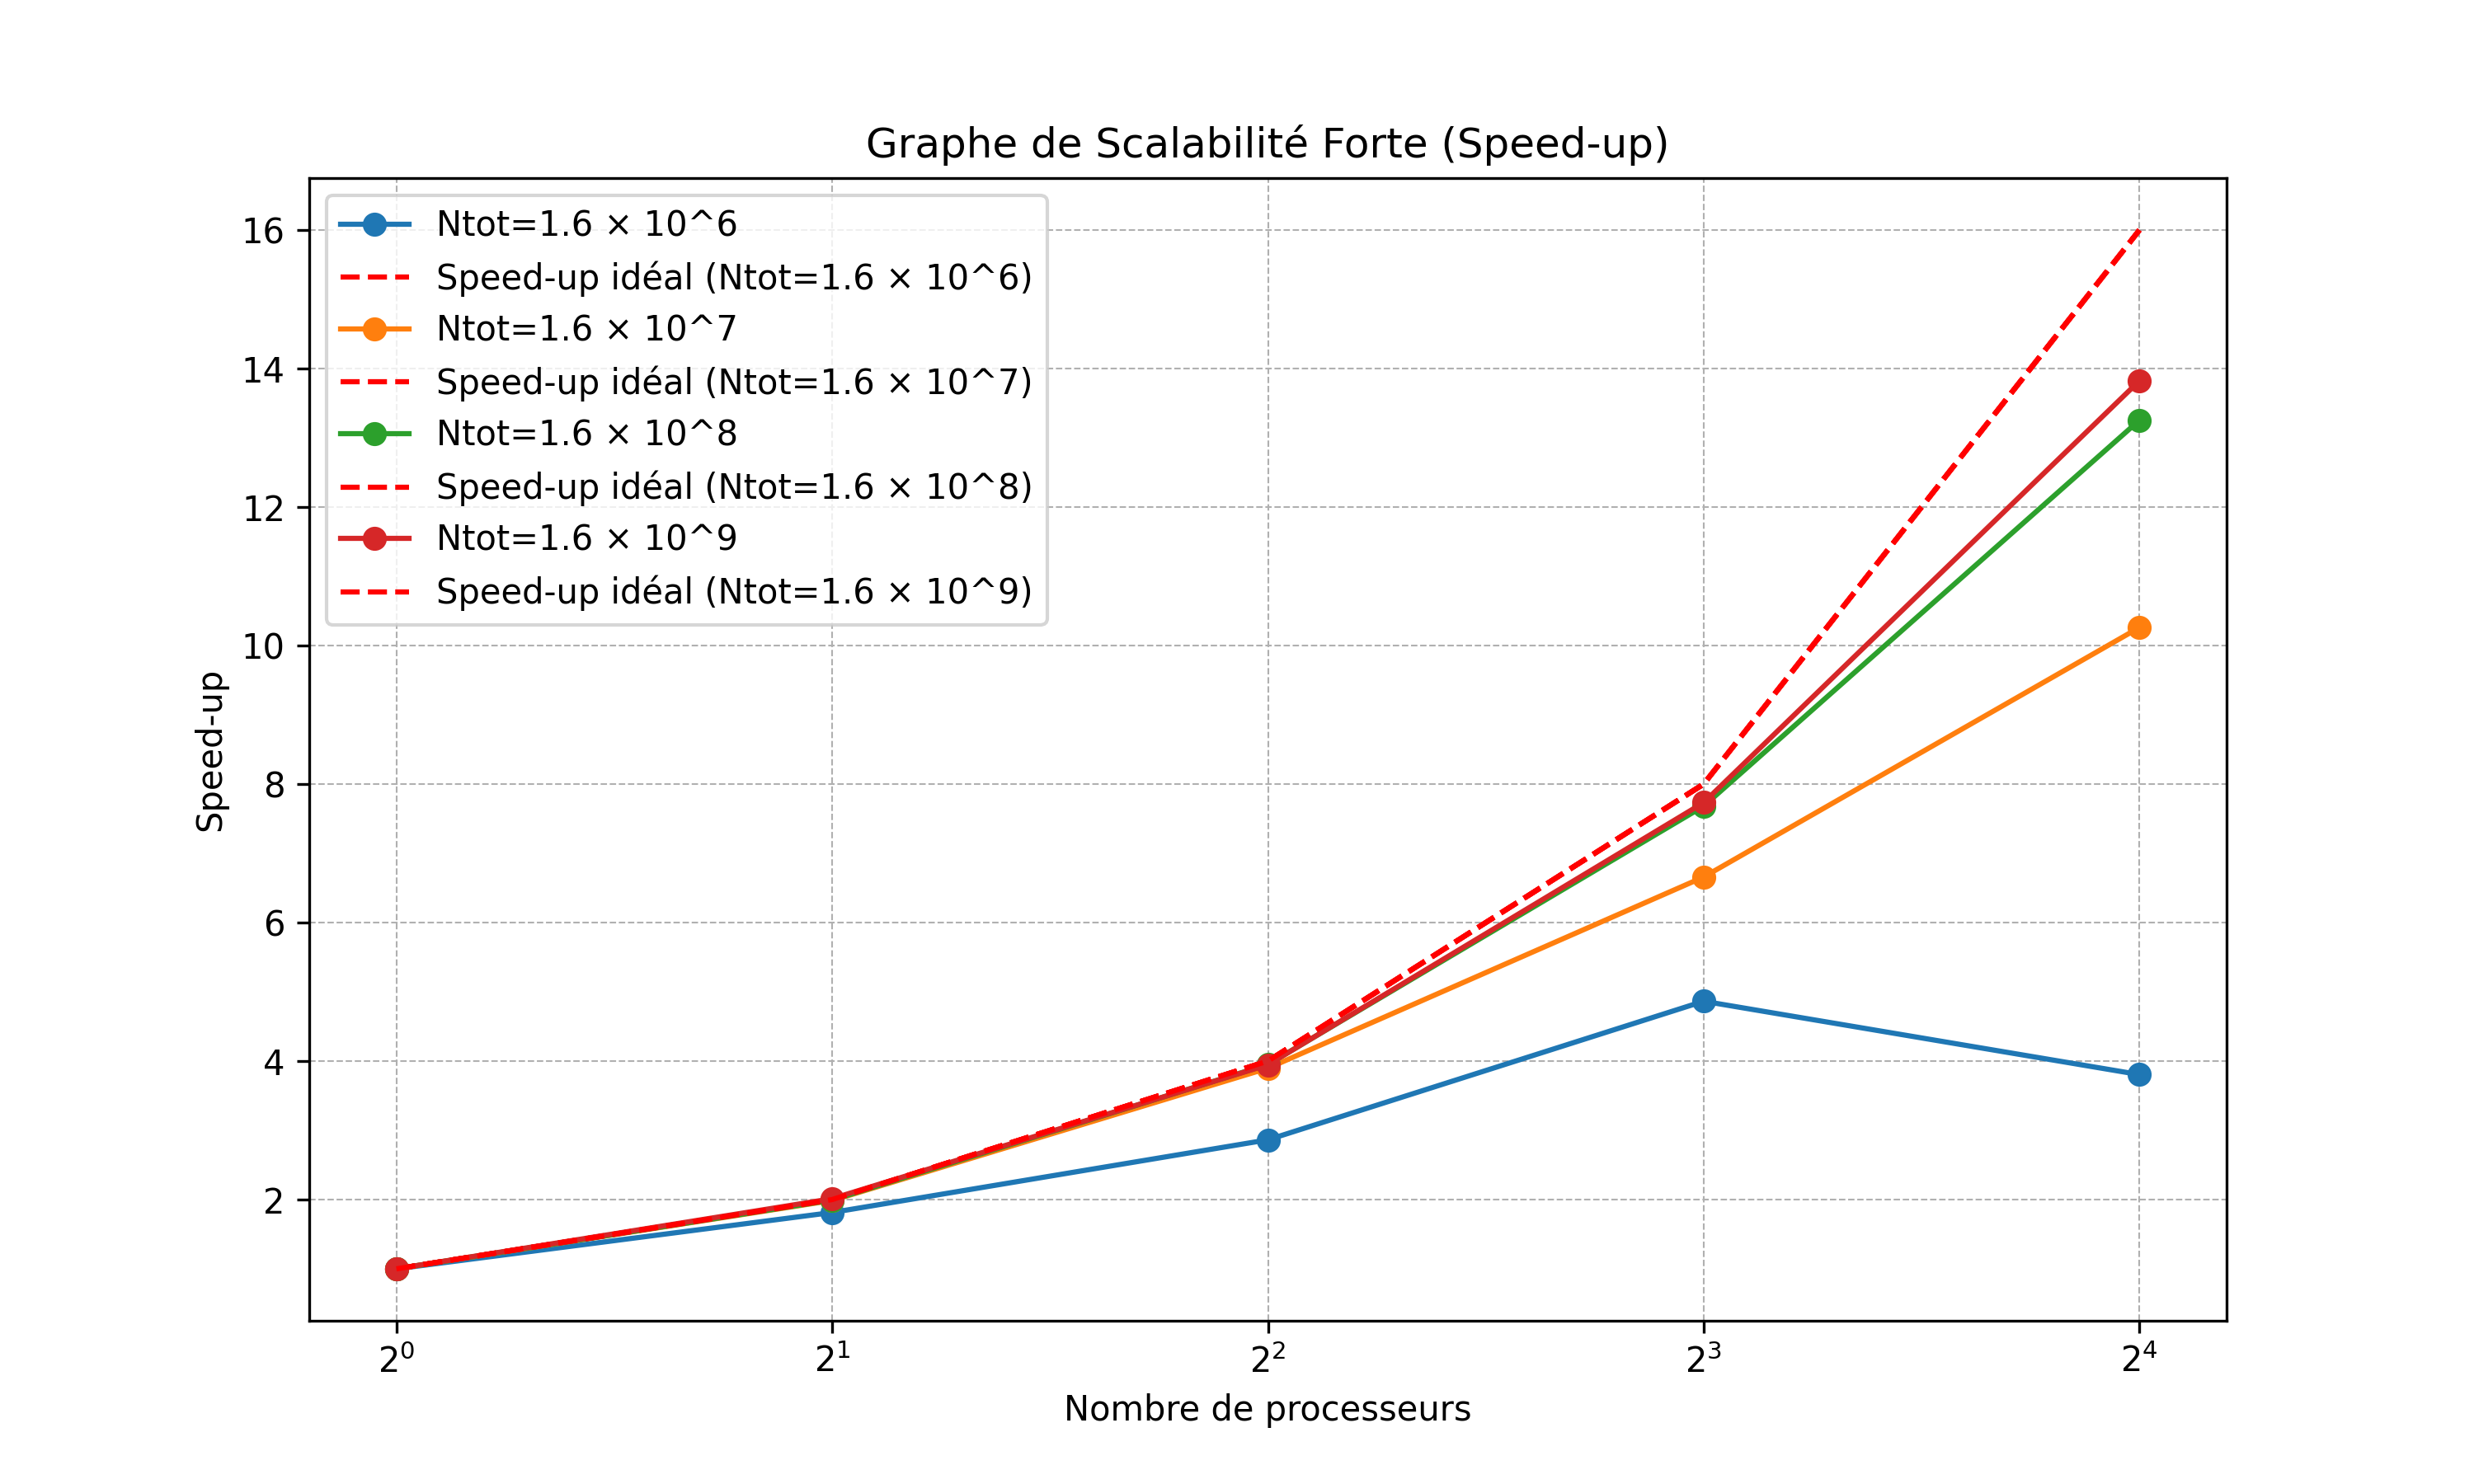 Graphe de Scalabilité Forte (Speed-up)
Ntot=1.6 × 10^6
Speed-up idéal (Ntot=1.6 × 10^6)
Ntot=1.6 × 10^7
Speed-up idéal (Ntot=1.6 × 10^7)
Ntot=1.6 × 10^8
Speed-up idéal (Ntot=1.6 × 10^8)
Ntot=1.6 × 10^9
Speed-up idéal (Ntot=1.6 × 10^9)
16
14
12
10
8
6
4
2
Speed-up
2⁰ 2¹ 2² 2³ 2⁴
Nombre de processeurs